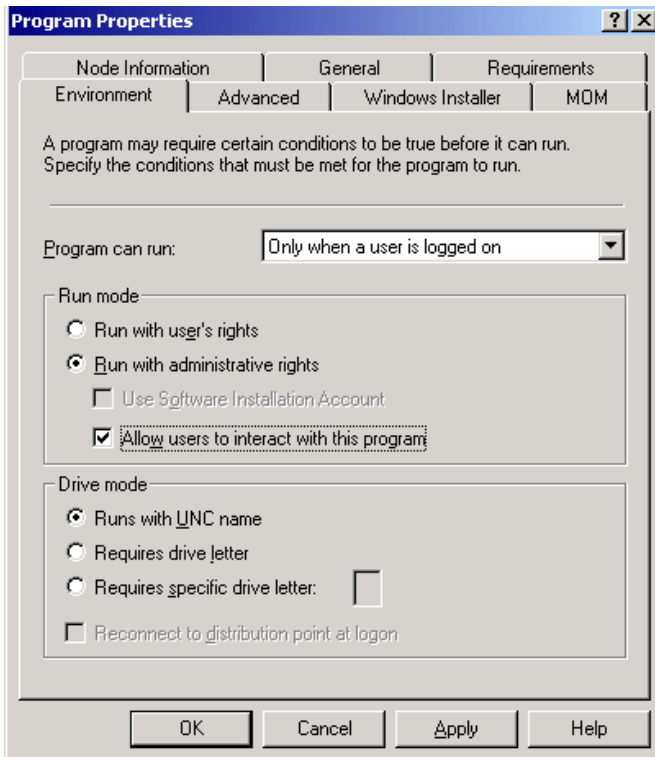 Program Properties
Node Information
General
Requirements
Environment
Advanced
Windows Installer
MOM
A program may require certain conditions to be true before it can run.
Specify the conditions that must be met for the program to run.
Program can run:
Only when a user is logged on
Run mode
Run with user's rights
Run with administrative rights
Use Software Installation Account
Allow users to interact with this program
Drive mode
Runs with UNC name
Requires drive letter
Requires specific drive letter:
Reconnect to distribution point at logon
OK
Cancel
Apply
Help